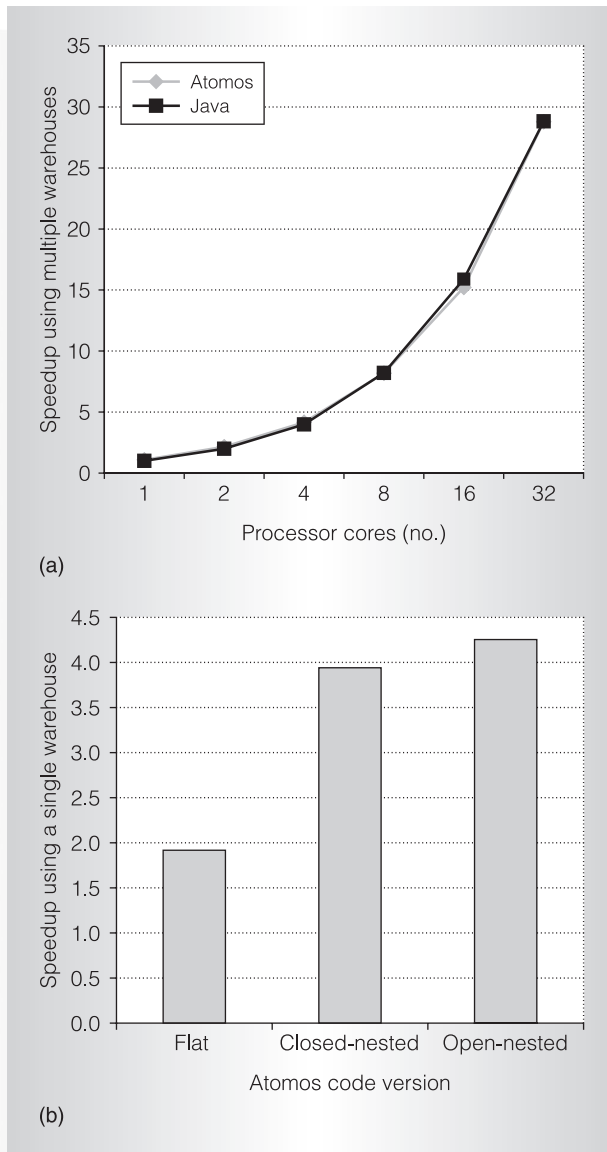 35
30
25
20
15
10
5
0
Speedup using multiple warehouses
Atomos
Java
1 2 4 8 16 32
Processor cores (no.)
(a)
4.5
4.0
3.5
3.0
2.5
2.0
1.5
1.0
0.5
0.0
Speedup using a single warehouse
Flat Closed-nested Open-nested
Atomos code version
(b)